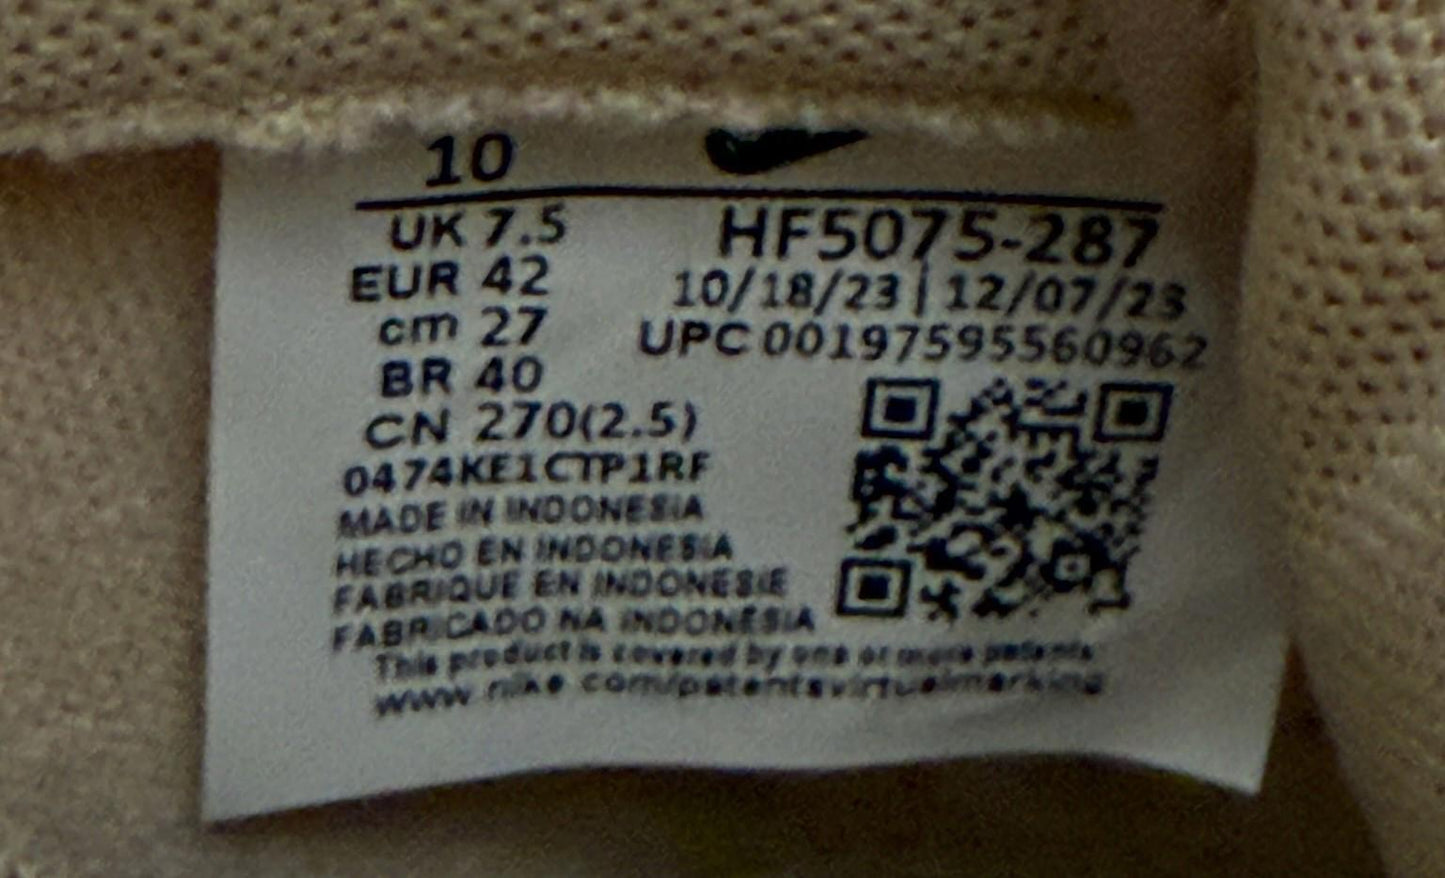 10
UK 7.5
EUR 42
cm 27
BR 40
CN 270(2.5)
0474KE1CTP1RF
HF5075-287
10/18/23 | 12/07/23
UPC 00197595560962
MADE IN INDONESIA
HECHO EN INDONESIA
FABRIQUE EN INDONESIE
FABRICADO NA INDONESIA
This product is covered by one or more patents
www.nike.com/patentsvirtualmarking